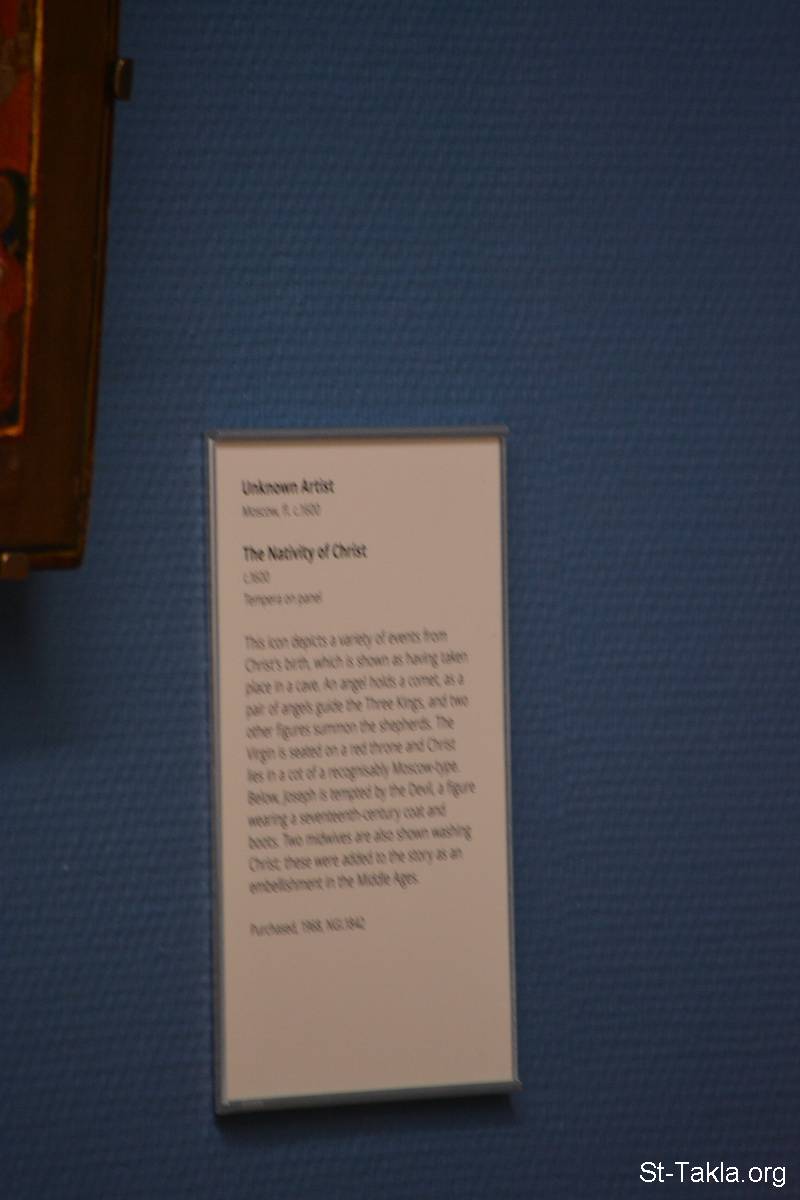 Unknown Artist
Moscow, fl. c.1600
The Nativity of Christ
c.1600
Tempera on panel
This icon depicts a variety of events from
Christ's birth, which is shown as having taken
place in a cave. An angel holds a comet, as a
pair of angels guide the Three Kings, and two
other figures summon the shepherds. The
Virgin is seated on a red throne and Christ
lies in a cot of a recognisably Moscow-type.
Below, Joseph is tempted by the Devil, a figure
wearing a seventeenth-century coat and
boots. Two midwives are also shown washing
Christ; these were added to the story as an
embellishment in the Middle Ages.
Purchased, 1968, NGI.1842
St-Takla.org